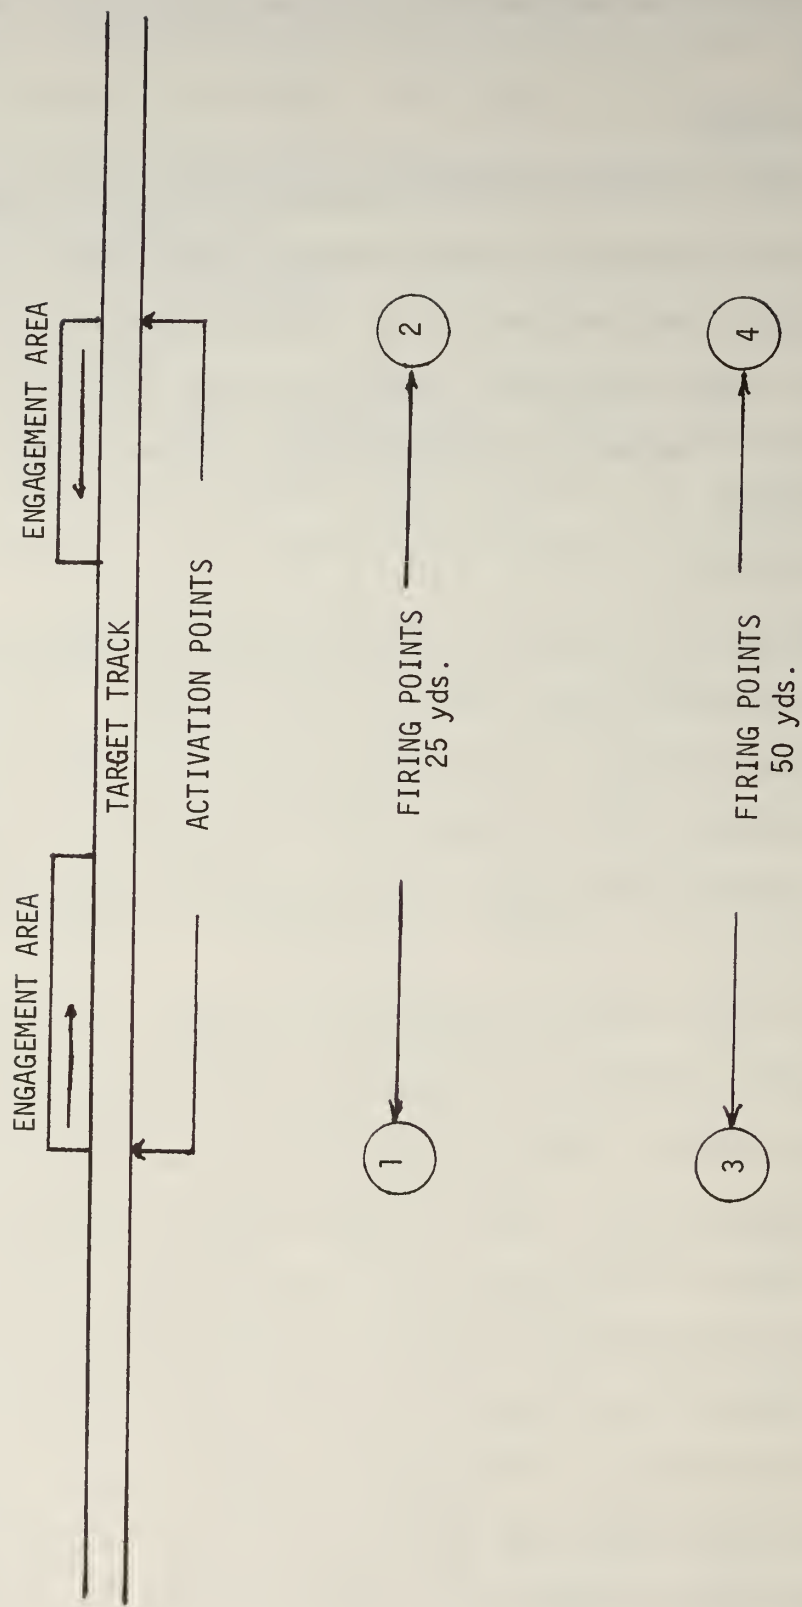 ENGAGEMENT AREA
ENGAGEMENT AREA
TARGET TRACK
ACTIVATION POINTS
1
FIRING POINTS
25 yds.
2
3
FIRING POINTS
50 yds.
4